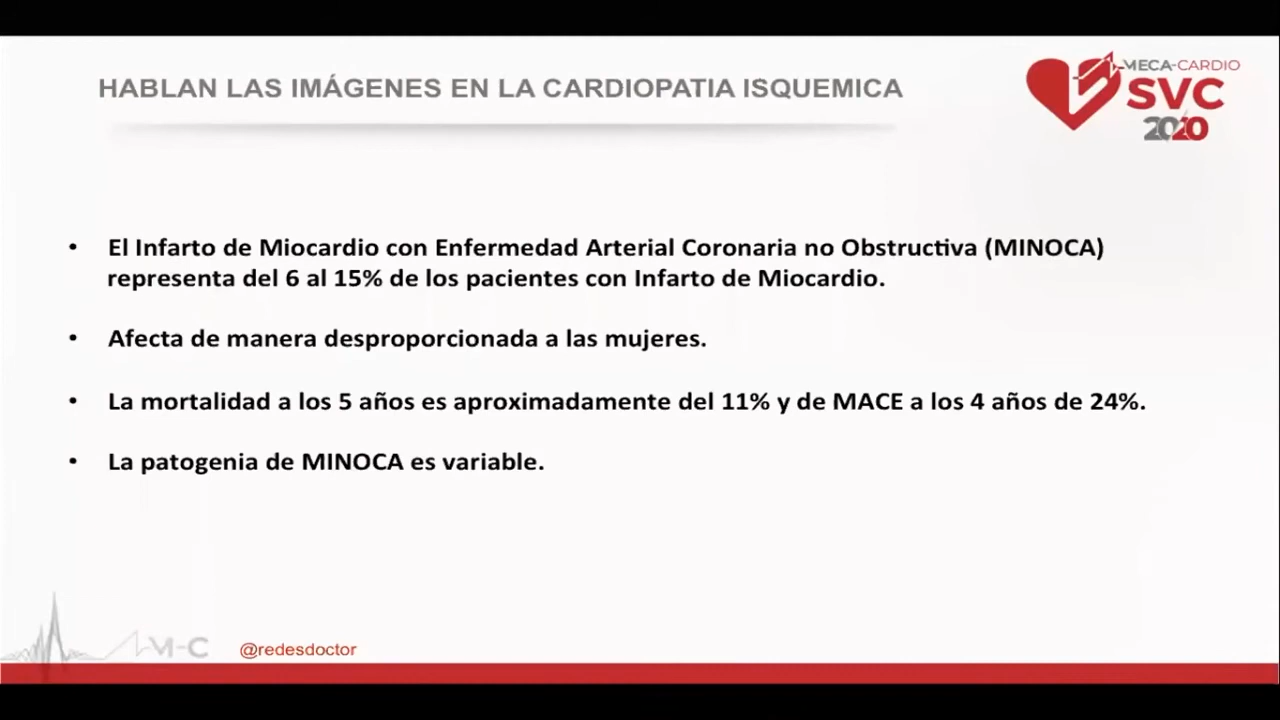 HABLAN LAS IMÁGENES EN LA CARDIOPATIA ISQUEMICA
MECA-CARDIO
SVC
2020
• El Infarto de Miocardio con Enfermedad Arterial Coronaria no Obstructiva (MINOCA)
representa del 6 al 15% de los pacientes con Infarto de Miocardio.
• Afecta de manera desproporcionada a las mujeres.
• La mortalidad a los 5 años es aproximadamente del 11% y de MACE a los 4 años de 24%.
• La patogenia de MINOCA es variable.
M-C
@redesdoctor